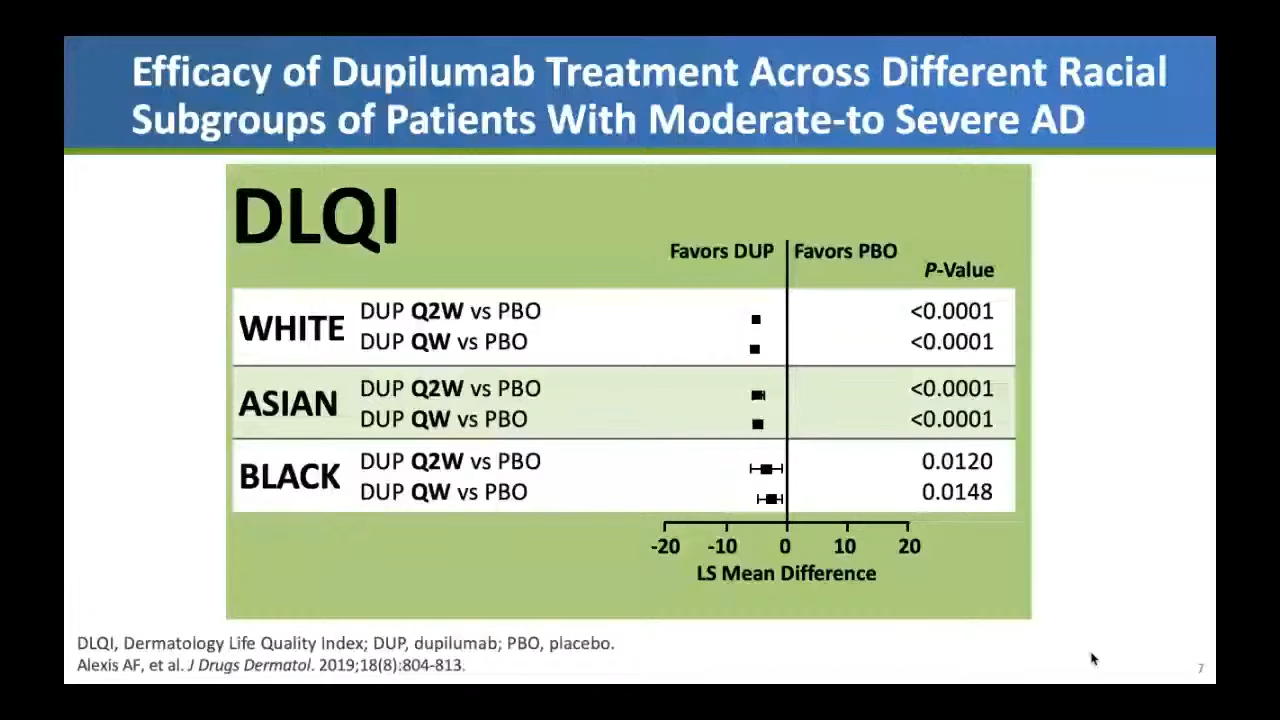 Efficacy of Dupilumab Treatment Across Different Racial
Subgroups of Patients With Moderate-to Severe AD
DLQI
Favors DUP Favors PBO
P-Value
WHITE
DUP Q2W vs PBO <0.0001
DUP QW vs PBO <0.0001
ASIAN
DUP Q2W vs PBO <0.0001
DUP QW vs PBO <0.0001
BLACK
DUP Q2W vs PBO 0.0120
DUP QW vs PBO 0.0148
-20 -10 0 10 20
LS Mean Difference
DLQI, Dermatology Life Quality Index; DUP, dupilumab; PBO, placebo.
Alexis AF, et al. J Drugs Dermatol. 2019;18(8):804-813.
7